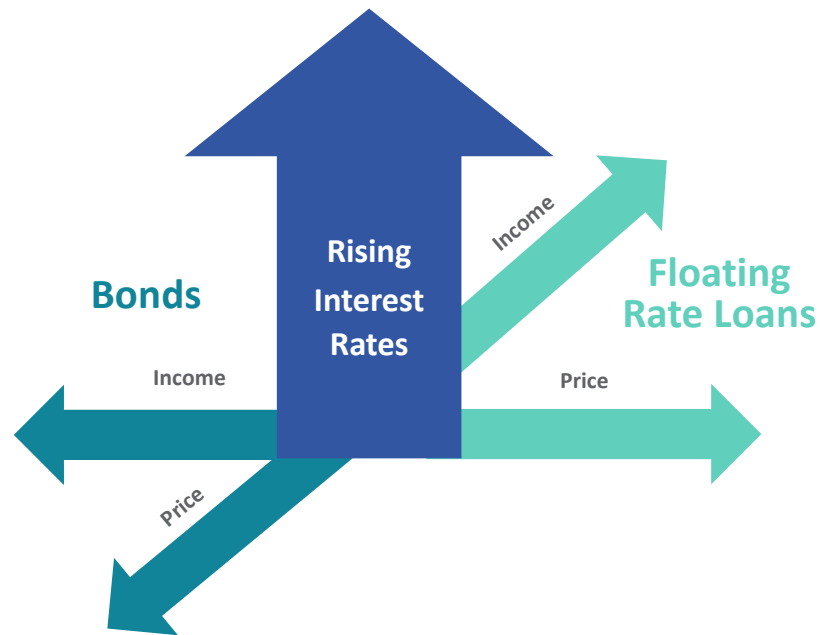 Rising
Interest
Rates
Bonds
Income
Price
Income
Floating
Rate Loans
Price